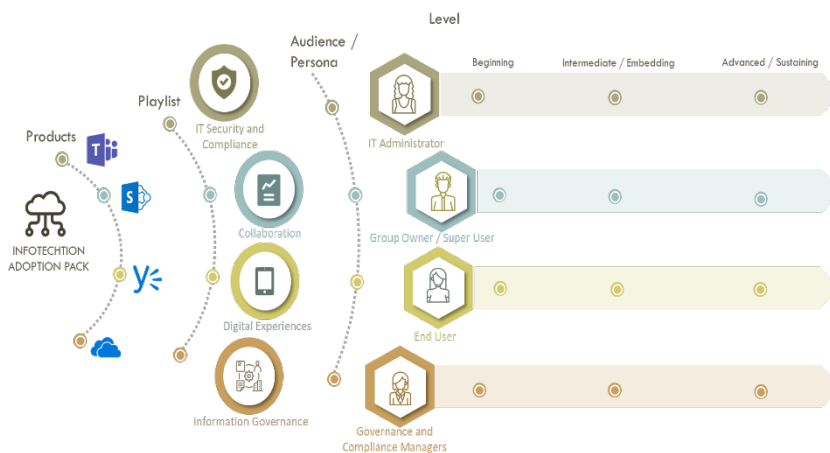 Level
Audience /
Persona
Beginning
Intermediate / Embedding
Advanced / Sustaining
Playlist
Products
T
S
IT Security and
Compliance
IT Administrator
INFOTECHTION
ADOPTION PACK
Collaboration
Group Owner / Super User
Digital Experiences
End User
Information Governance
Governance and
Compliance Managers